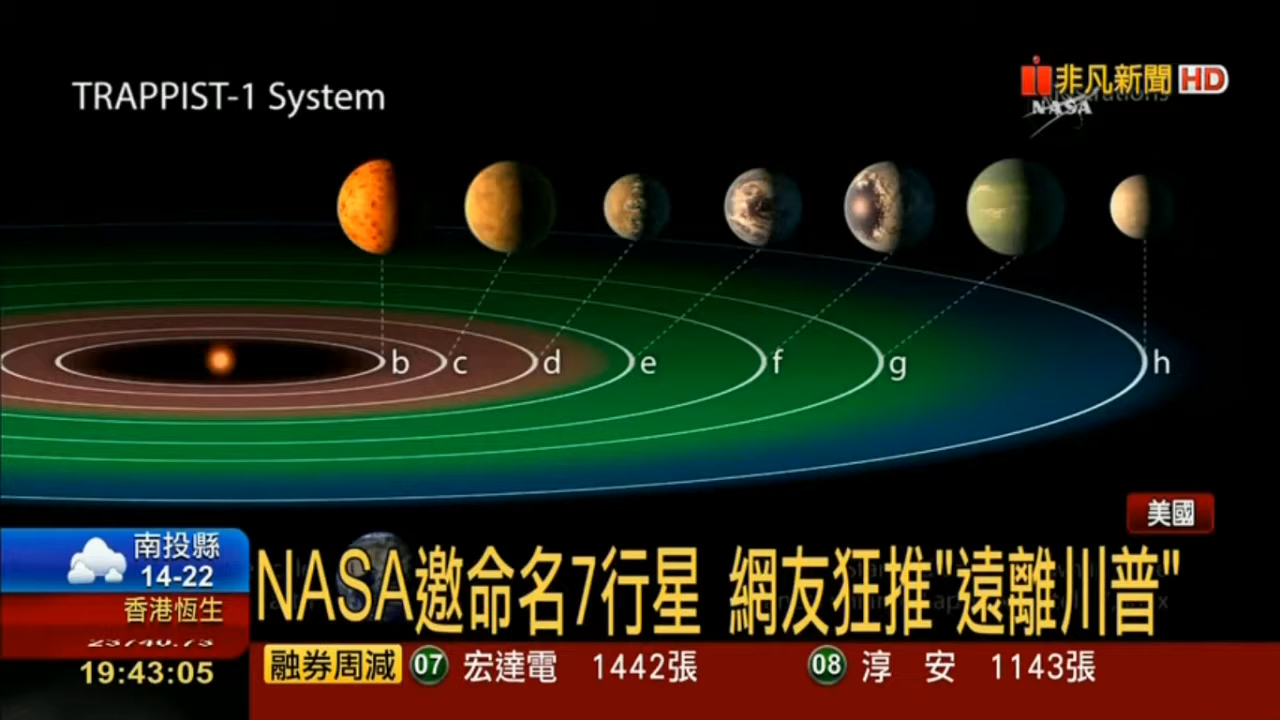 TRAPPIST-1 System
非凡新聞 HD
NASA
b c d e f g h
美國
南投縣
14-22
香港恆生
23740.73
19:43:05
NASA邀命名7行星 網友狂推"遠離川普"
融券周減 07 宏達電 1442張 08 淳安 1143張